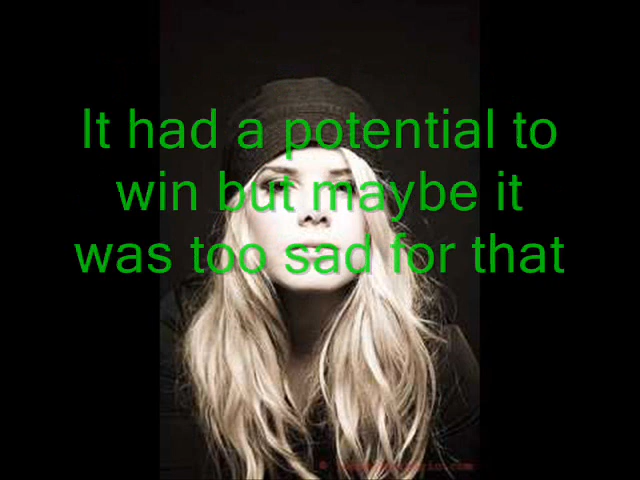 It had a potential to
win but maybe it
was too sad for that